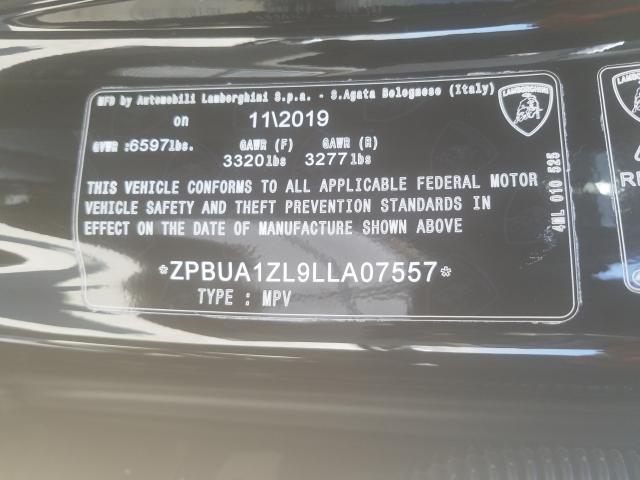 MFD by Automobili Lamborghini S.p.a. - S.Agata Bolognese (Italy)
on 11\2019
GVWR :6597lbs. GAWR (F) GAWR (R)
3320lbs 3277lbs
THIS VEHICLE CONFORMS TO ALL APPLICABLE FEDERAL MOTOR
VEHICLE SAFETY AND THEFT PREVENTION STANDARDS IN
EFFECT ON THE DATE OF MANUFACTURE SHOWN ABOVE
*ZPBUA1ZL9LLA07557*
TYPE : MPV
4ML 010 525
LAMBORGHINI